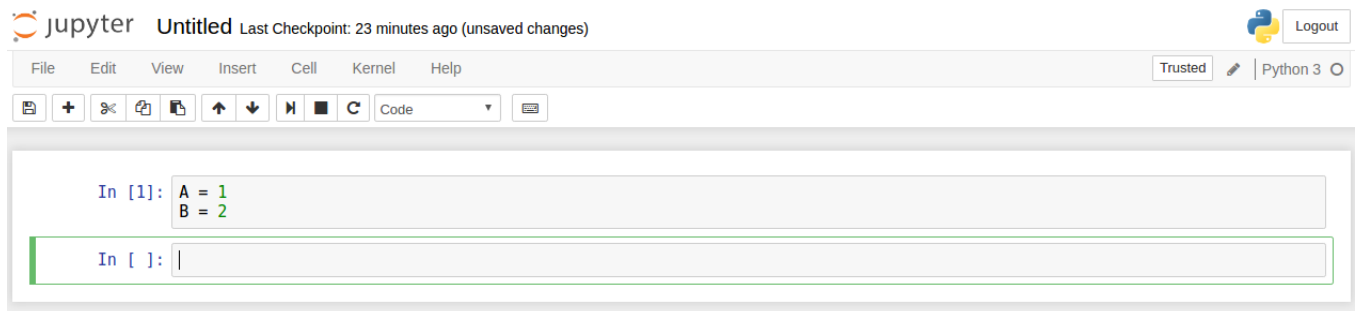 jupyter Untitled Last Checkpoint: 23 minutes ago (unsaved changes) Logout
File Edit View Insert Cell Kernel Help Trusted Python 3
Code
In [1]: A = 1
B = 2
In [ ]: